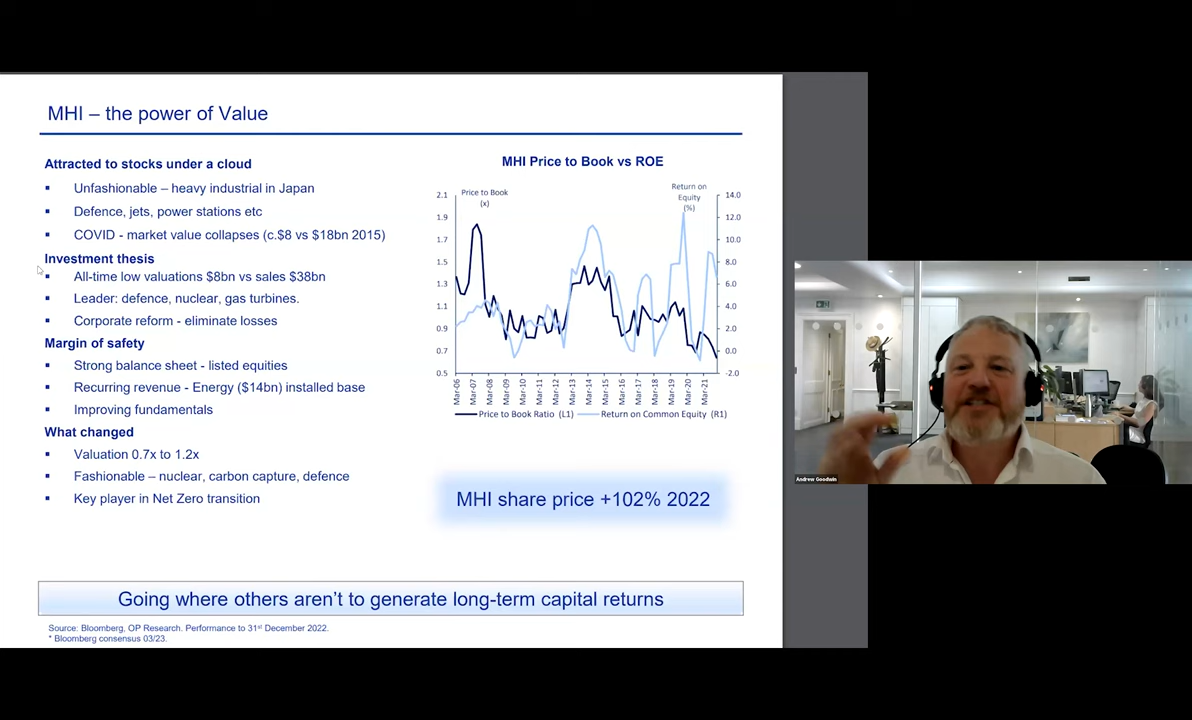 MHI – the power of Value
Attracted to stocks under a cloud
▪ Unfashionable – heavy industrial in Japan
▪ Defence, jets, power stations etc
▪ COVID - market value collapses (c.$8 vs $18bn 2015)
Investment thesis
▪ All-time low valuations $8bn vs sales $38bn
▪ Leader: defence, nuclear, gas turbines.
▪ Corporate reform - eliminate losses
Margin of safety
▪ Strong balance sheet - listed equities
▪ Recurring revenue - Energy ($14bn) installed base
▪ Improving fundamentals
What changed
▪ Valuation 0.7x to 1.2x
▪ Fashionable – nuclear, carbon capture, defence
▪ Key player in Net Zero transition
MHI Price to Book vs ROE
Price to Book
(x)
Return on
Equity
(%)
2.1
1.9
1.7
1.5
1.3
1.1
0.9
0.7
0.5
14.0
12.0
10.0
8.0
6.0
4.0
2.0
0.0
-2.0
Mar-06
Mar-07
Mar-08
Mar-09
Mar-10
Mar-11
Mar-12
Mar-13
Mar-14
Mar-15
Mar-16
Mar-17
Mar-18
Mar-19
Mar-20
Mar-21
Price to Book Ratio (L1)
Return on Common Equity (R1)
MHI share price +102% 2022
Going where others aren't to generate long-term capital returns
Source: Bloomberg, OP Research. Performance to 31st December 2022.
* Bloomberg consensus 03/23.
Andrew Goodwin